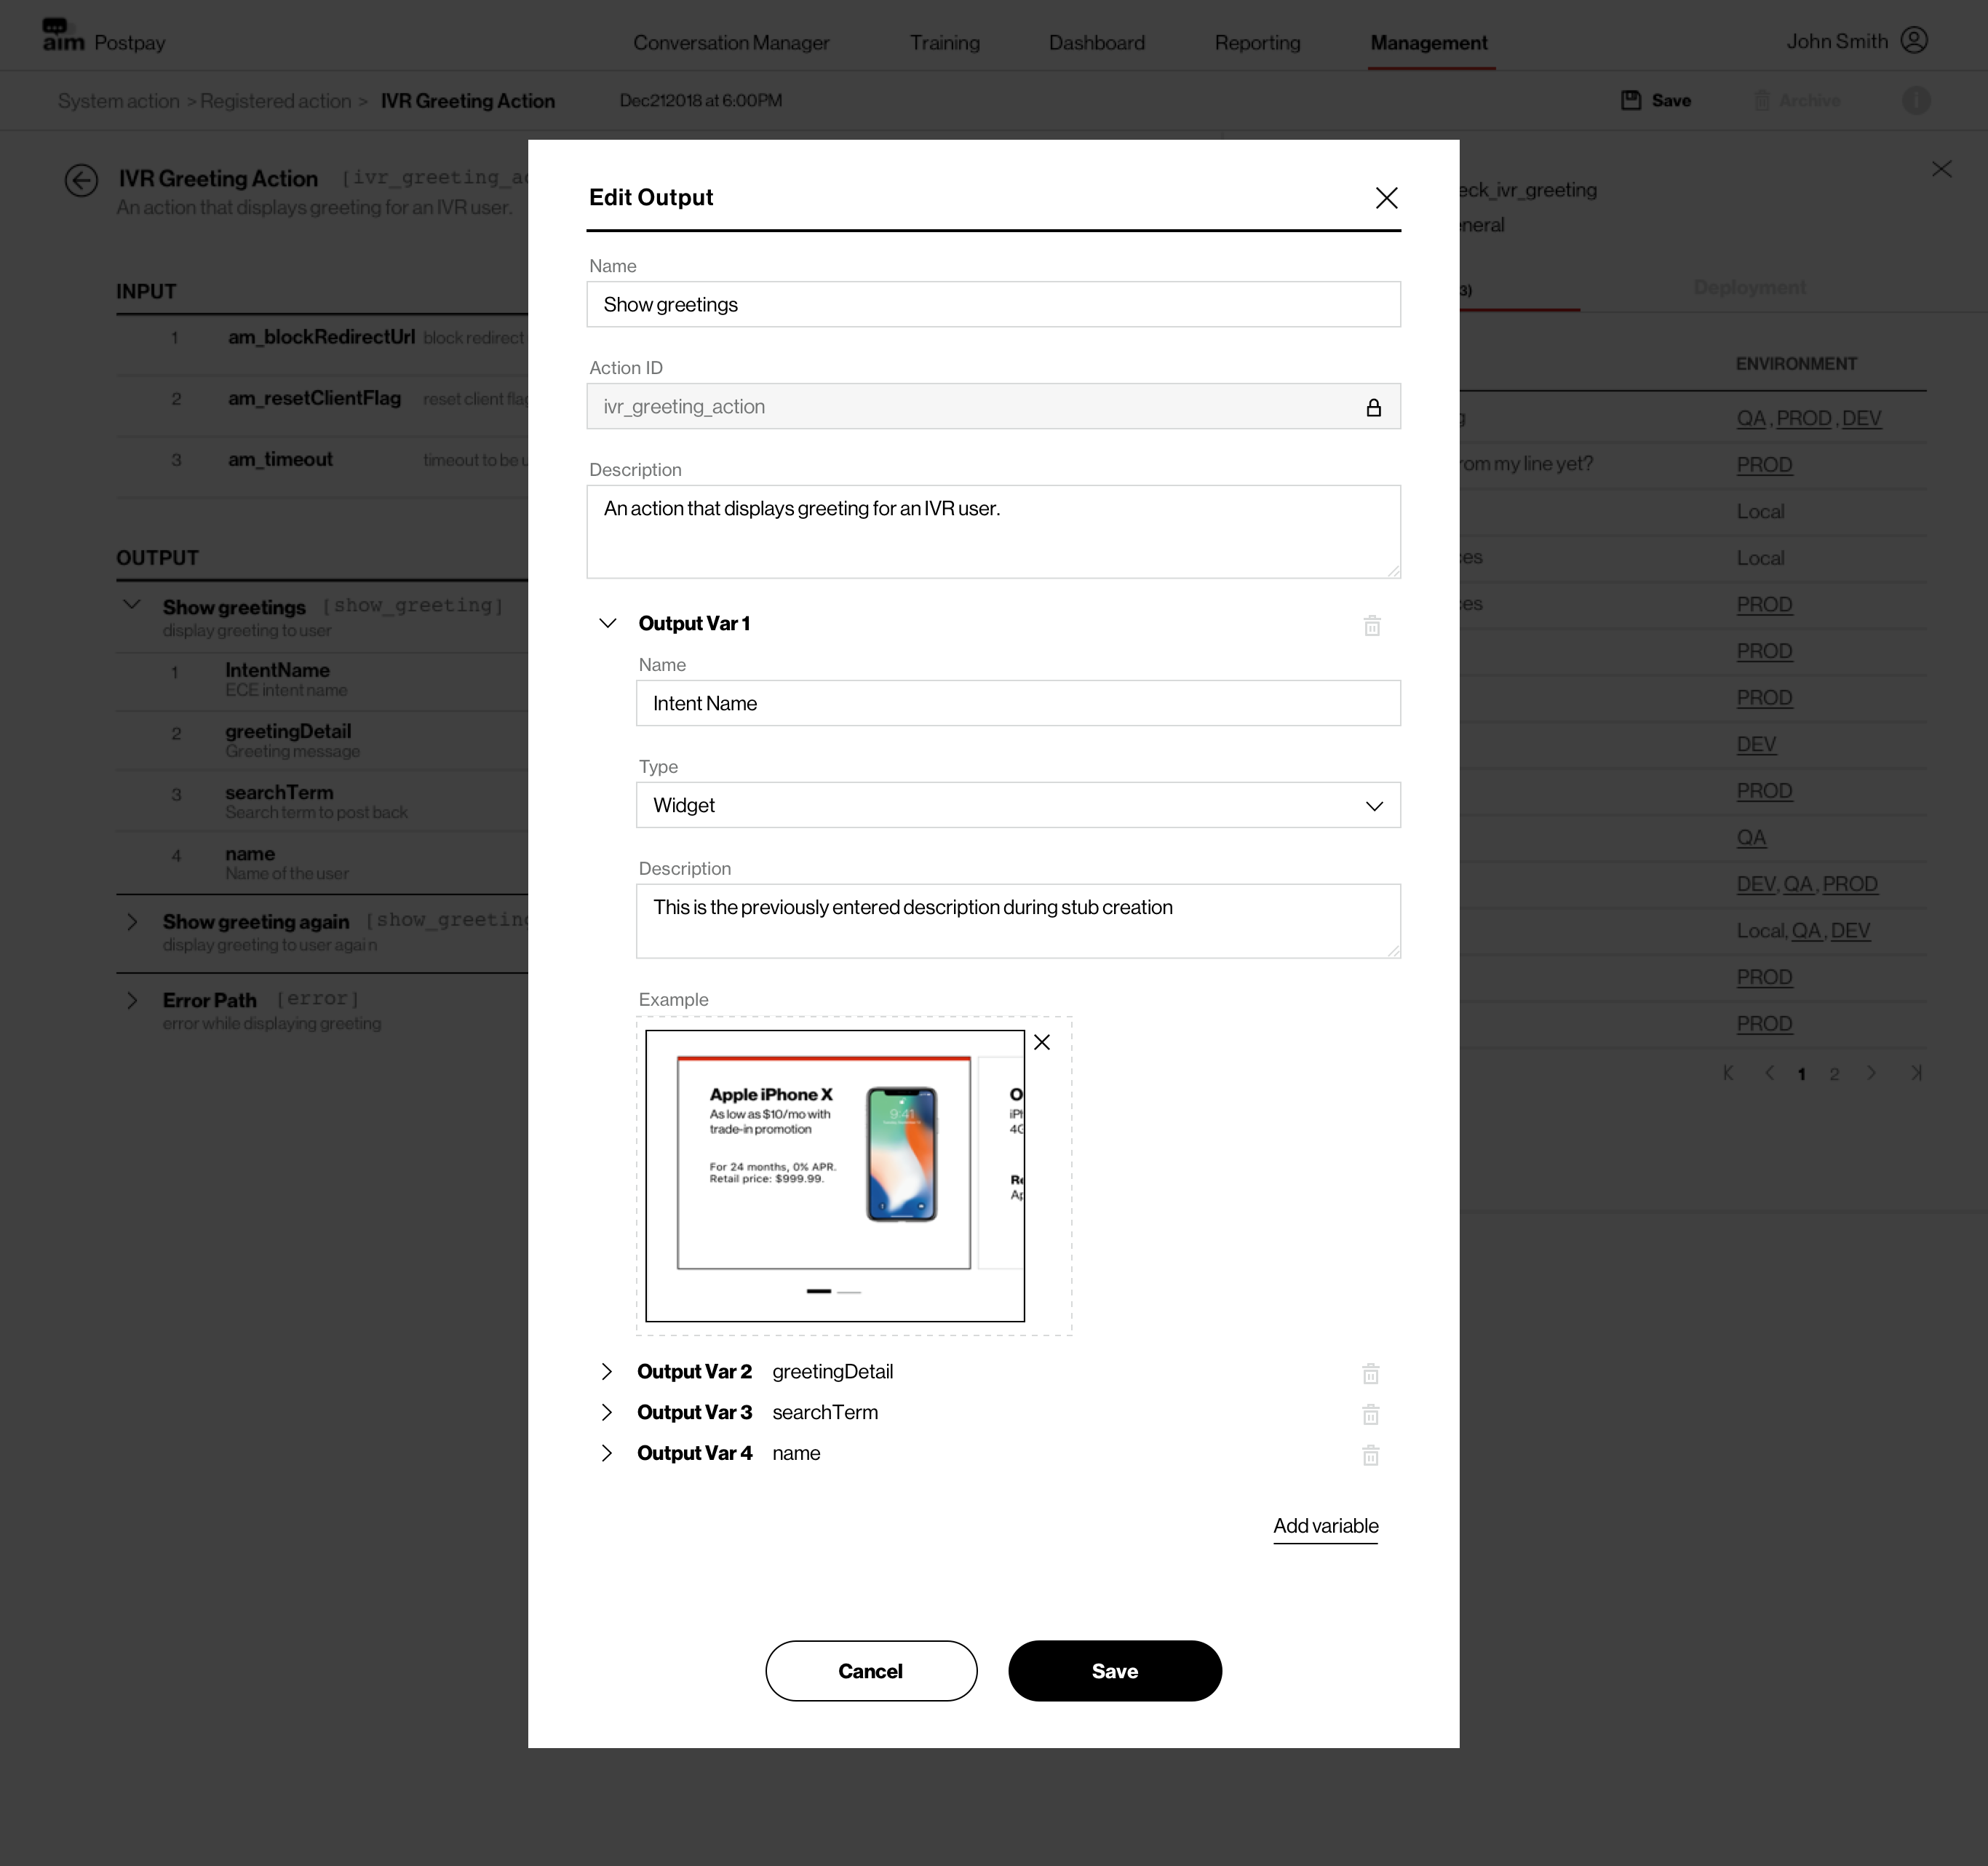 aim Postpay
Conversation Manager
Training
Dashboard
Reporting
Management
John Smith
System action > Registered action > IVR Greeting Action
Dec212018 at 6:00PM
Save
Archive
IVR Greeting Action
An action that displays greeting for an IVR user.
INPUT
1 am_blockRedirectUrl block redirect
2 am_resetClientFlag reset client
3 am_timeout timeout to be
OUTPUT
Show greetings [show_greeting]
display greeting to user
1 IntentName
ECE intent name
2 greetingDetail
Greeting message
3 searchTerm
Search term to post back
4 name
Name of the user
Show greeting again
display greeting to user again
Error Path [error]
error while displaying greeting
Edit Output
Name
Show greetings
Action ID
ivr_greeting_action
Description
An action that displays greeting for an IVR user.
Output Var 1
Name
Intent Name
Type
Widget
Description
This is the previously entered description during stub creation
Example
Apple iPhone X
As low as $10/mo with
trade-in promotion
For 24 months, 0% APR.
Retail price: $999.99.
9:41
Output Var 2 greetingDetail
Output Var 3 searchTerm
Output Var 4 name
Add variable
Cancel
Save
eck_ivr_greeting
neral
3)
Deployment
ENVIRONMENT
QA, PROD, DEV
rom my line yet? PROD
Local
es Local
ces PROD
PROD
PROD
DEV
PROD
QA
DEV, QA, PROD
Local, QA, DEV
PROD
PROD
1 2